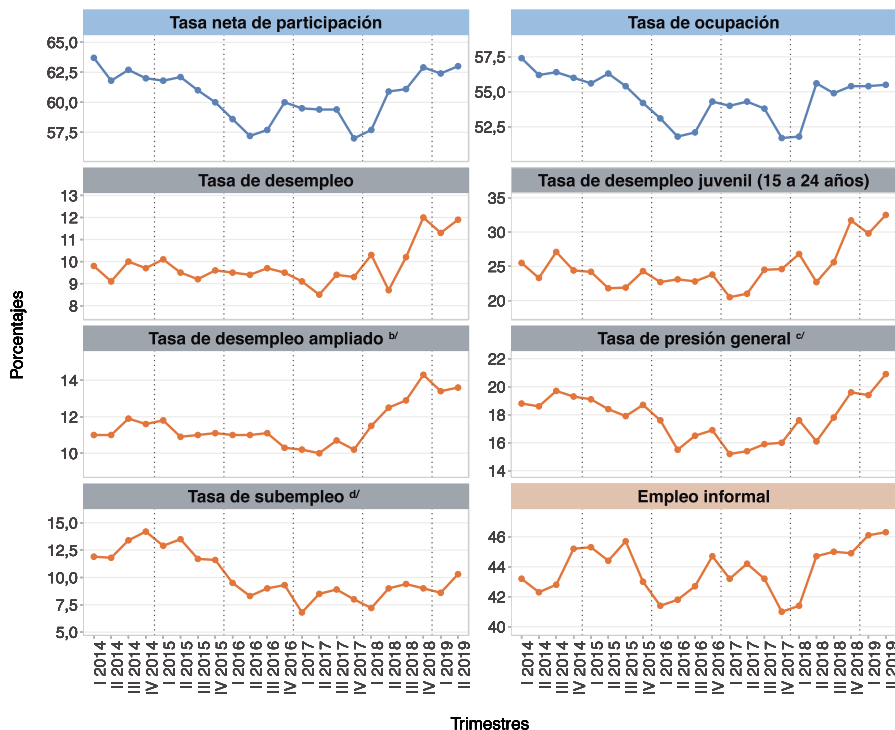 Tasa neta de participación
Tasa de ocupación
65,0
62,5
60,0
57,5
57,5
55,0
52,5
Tasa de desempleo
Tasa de desempleo juvenil (15 a 24 años)
13
12
11
10
9
8
35
30
25
20
Porcentajes
Tasa de desempleo ampliado b/
Tasa de presión general c/
14
12
10
22
20
18
16
14
Tasa de subempleo d/
Empleo informal
15,0
12,5
10,0
7,5
5,0
46
44
42
40
I 2014
II 2014
III 2014
IV 2014
I 2015
II 2015
III 2015
IV 2015
I 2016
II 2016
III 2016
IV 2016
I 2017
II 2017
III 2017
IV 2017
I 2018
II 2018
III 2018
IV 2018
I 2019
II 2019
I 2014
II 2014
III 2014
IV 2014
I 2015
II 2015
III 2015
IV 2015
I 2016
II 2016
III 2016
IV 2016
I 2017
II 2017
III 2017
IV 2017
I 2018
II 2018
III 2018
IV 2018
I 2019
II 2019
Trimestres